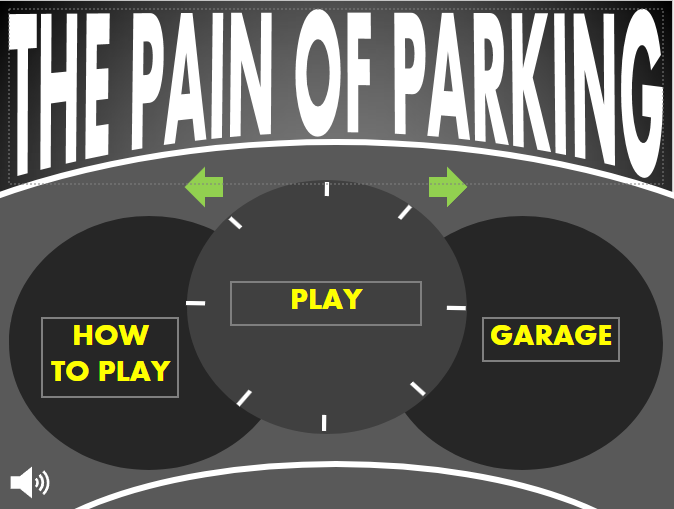 THE PAIN OF PARKING
PLAY
HOW
TO PLAY
GARAGE